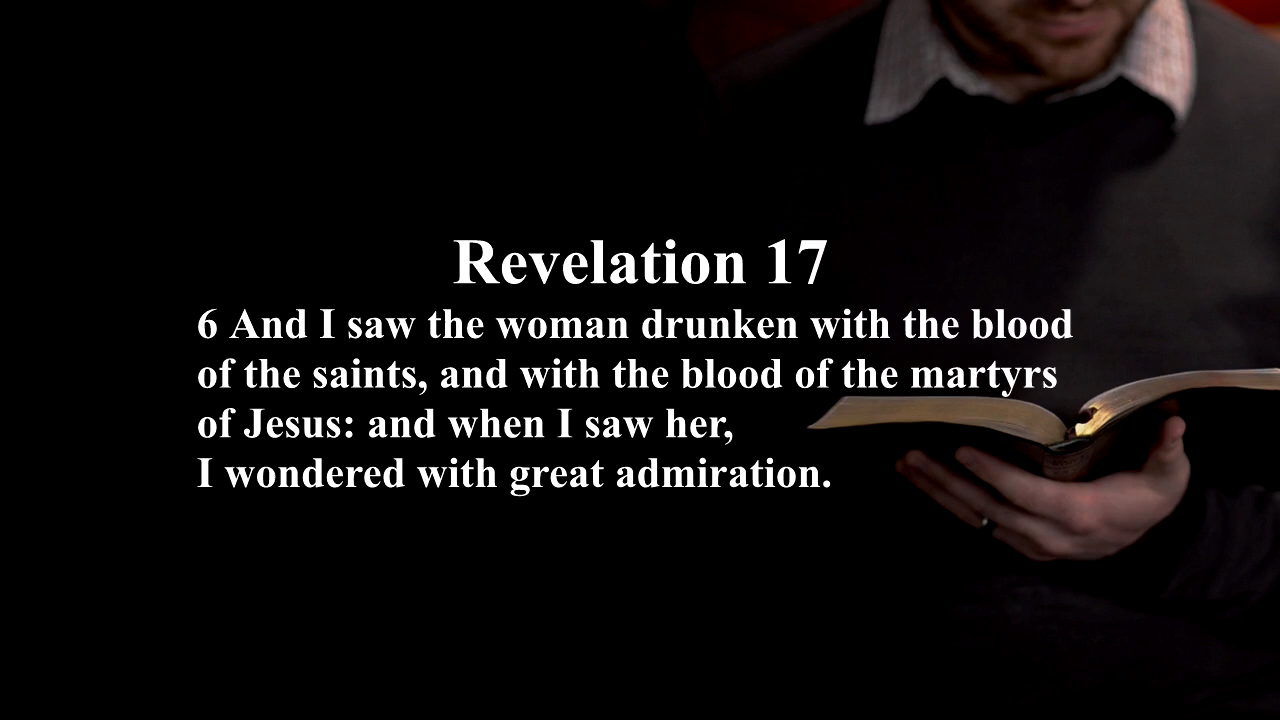 Revelation 17
6 And I saw the woman drunken with the blood
of the saints, and with the blood of the martyrs
of Jesus: and when I saw her,
I wondered with great admiration.